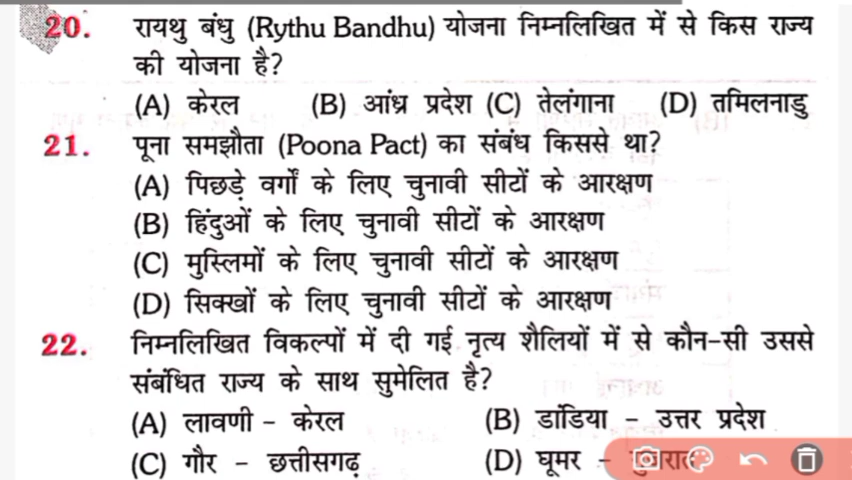 20. रायथु बंधु (Rythu Bandhu) योजना निम्नलिखित में से किस राज्य
की योजना है?
(A) केरल (B) आंध्र प्रदेश (C) तेलंगाना (D) तमिलनाडु
21. पूना समझौता (Poona Pact) का संबंध किससे था?
(A) पिछड़े वर्गों के लिए चुनावी सीटों के आरक्षण
(B) हिंदुओं के लिए चुनावी सीटों के आरक्षण
(C) मुस्लिमों के लिए चुनावी सीटों के आरक्षण
(D) सिक्खों के लिए चुनावी सीटों के आरक्षण
22. निम्नलिखित विकल्पों में दी गई नृत्य शैलियों में से कौन-सी उससे
संबंधित राज्य के साथ सुमेलित है?
(A) लावणी - केरल (B) डांडिया - उत्तर प्रदेश
(C) गौर - छत्तीसगढ़ (D) घूमर -